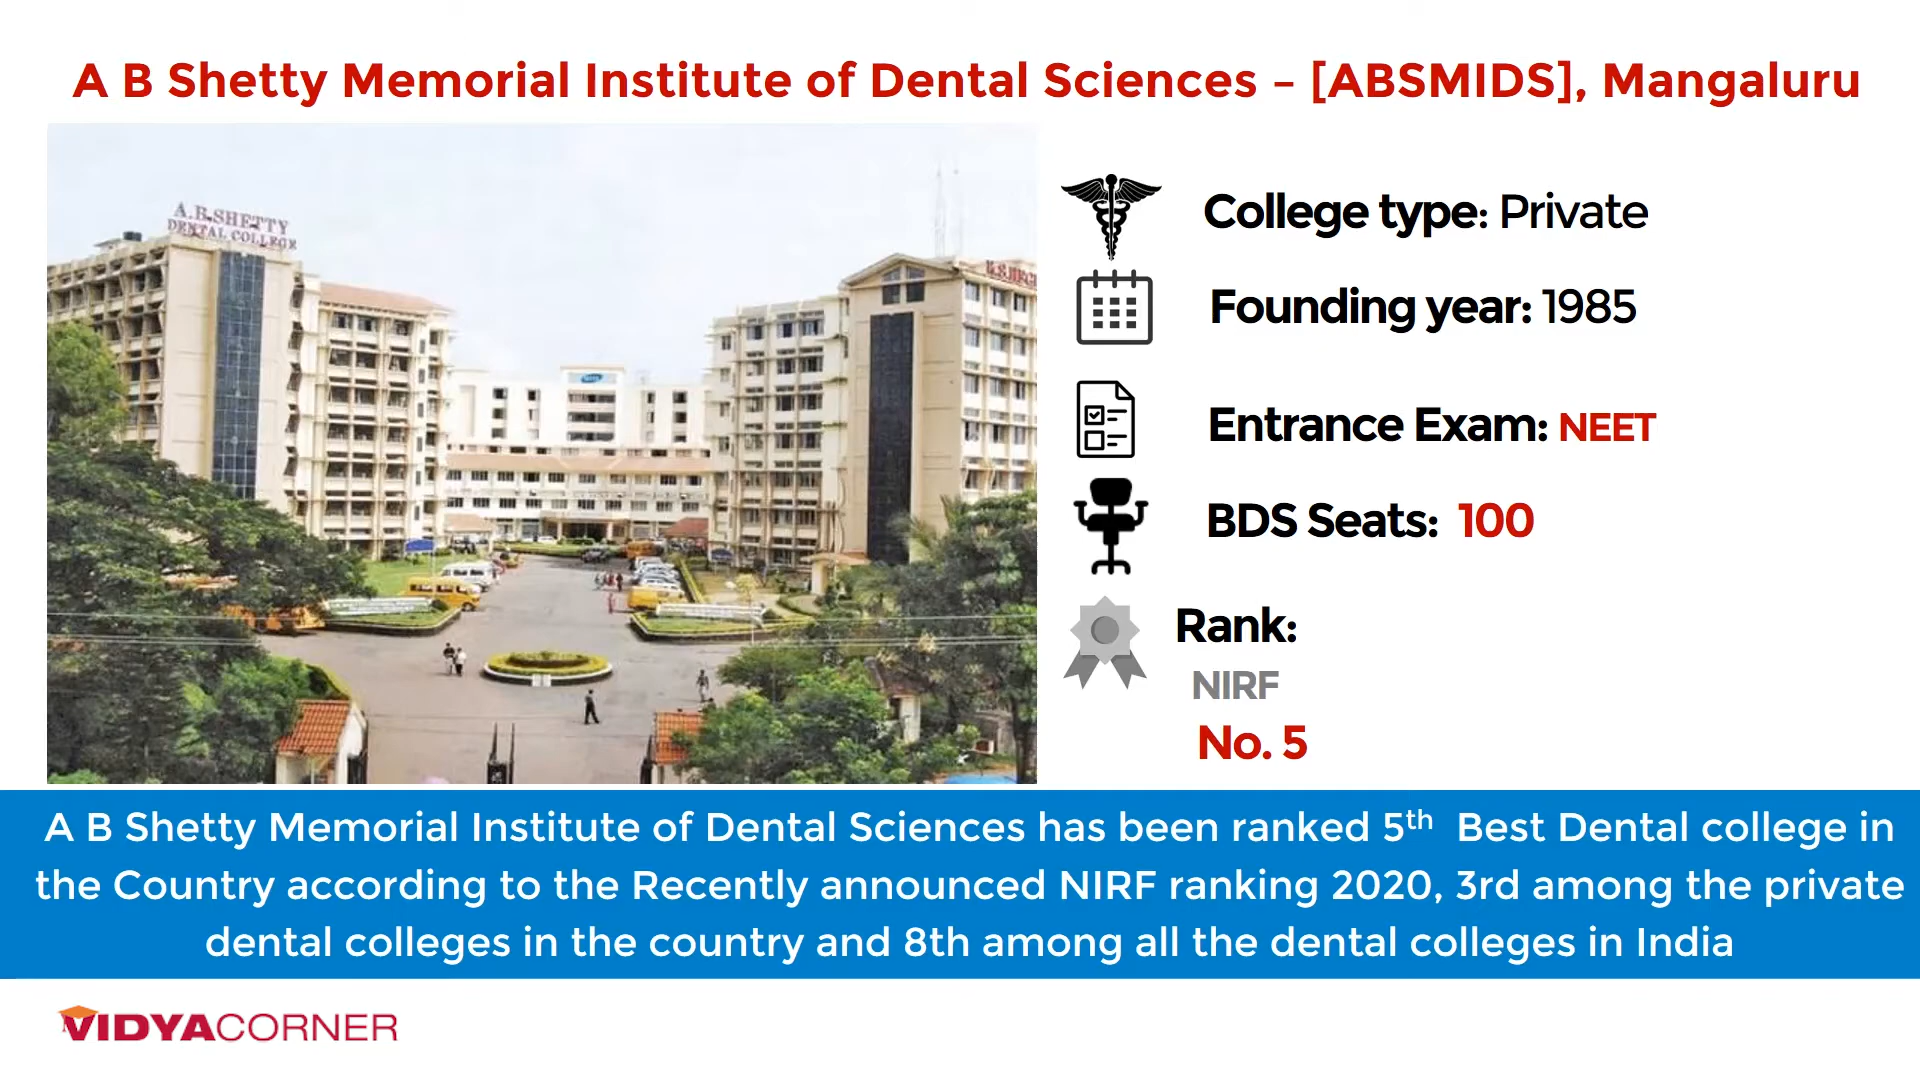 A B Shetty Memorial Institute of Dental Sciences – [ABSMIDS], Mangaluru
A.B.SHETTY
DENTAL COLLEGE
College type: Private
Founding year: 1985
Entrance Exam: NEET
BDS Seats: 100
Rank:
NIRF
No. 5
A B Shetty Memorial Institute of Dental Sciences has been ranked 5th Best Dental college in
the Country according to the Recently announced NIRF ranking 2020, 3rd among the private
dental colleges in the country and 8th among all the dental colleges in India
VIDYACORNER